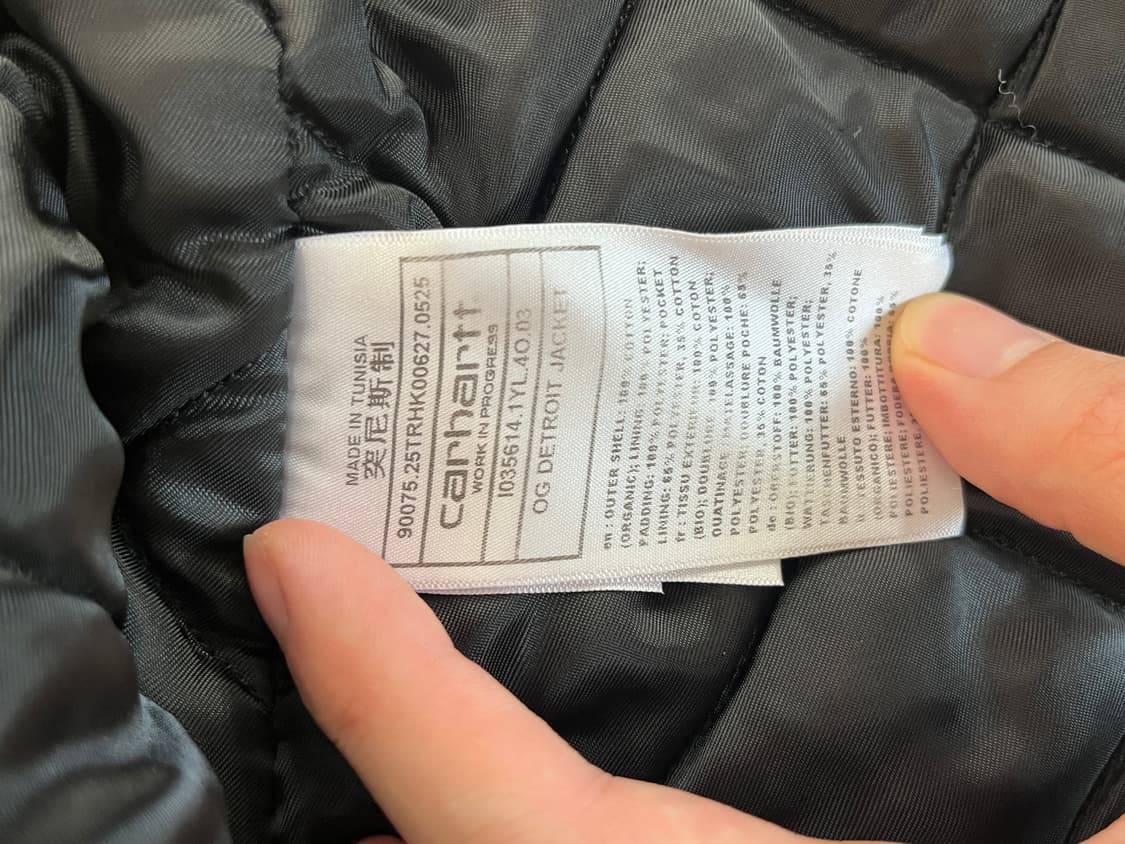 MADE IN TUNISIA
突尼斯制
90075.25TRHK00627.0525
carhartt
WORK IN PROGRESS
I035614.1YL.40.03
OG DETROIT JACKET
en : OUTER SHELL: 100% COTTON
(ORGANIC); LINING: 100% POLYESTER;
PADDING: 100% POLYESTER; POCKET
LINING: 65% POLYESTER, 35% COTTON
fr : TISSU EXTERIEUR: 100% COTON
(BIO); DOUBLURE: 100% POLYESTER;
OUATINAGE MATELASSAGE: 100%
POLYESTER; DOUBLURE POCHE: 65%
POLYESTER, 35% COTON
de : OBERSTOFF: 100% BAUMWOLLE
(BIO); FUTTER: 100% POLYESTER;
WATTIERUNG: 100% POLYESTER;
TASCHENFUTTER: 65% POLYESTER, 35%
BAUMWOLLE
it : TESSUTO ESTERNO: 100% COTONE
(ORGANICO); FUTTER: 100%
POLIESTERE; IMBOTTITURA: 100%
POLIESTERE; FODERA 65%
POLIESTERE,